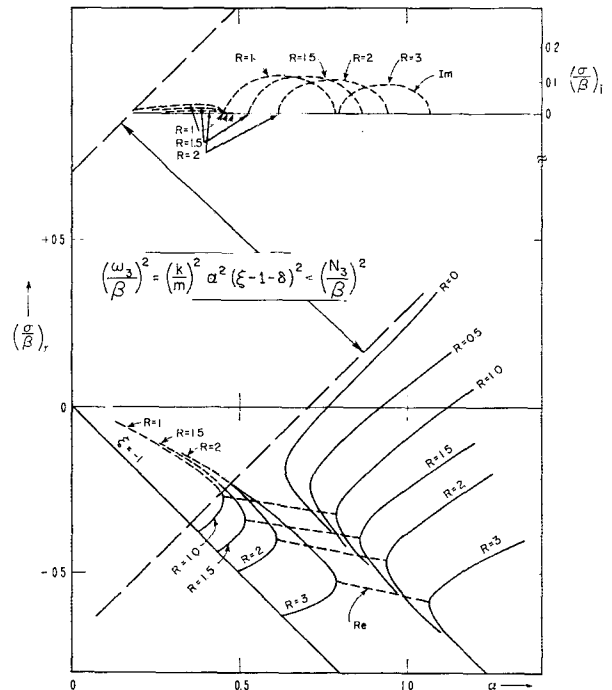 0.2
R=1
R=1.5
R=2
R=3
Im
0.1
(σ/β)i
0
R=1
R=1.5
R=2
+0.5
(ω₃/β)² = (k/m)² α² (ξ-1-δ)² < (N₃/β)²
(σ/β)r
R=0
R=0.5
R=1.0
R=1.5
R=2
R=3
0
R=1
R=1.5
R=2
ξ=-1
R=1.0
R=1.5
R=2
R=3
Re
-0.5
0
0.5
1.0
α